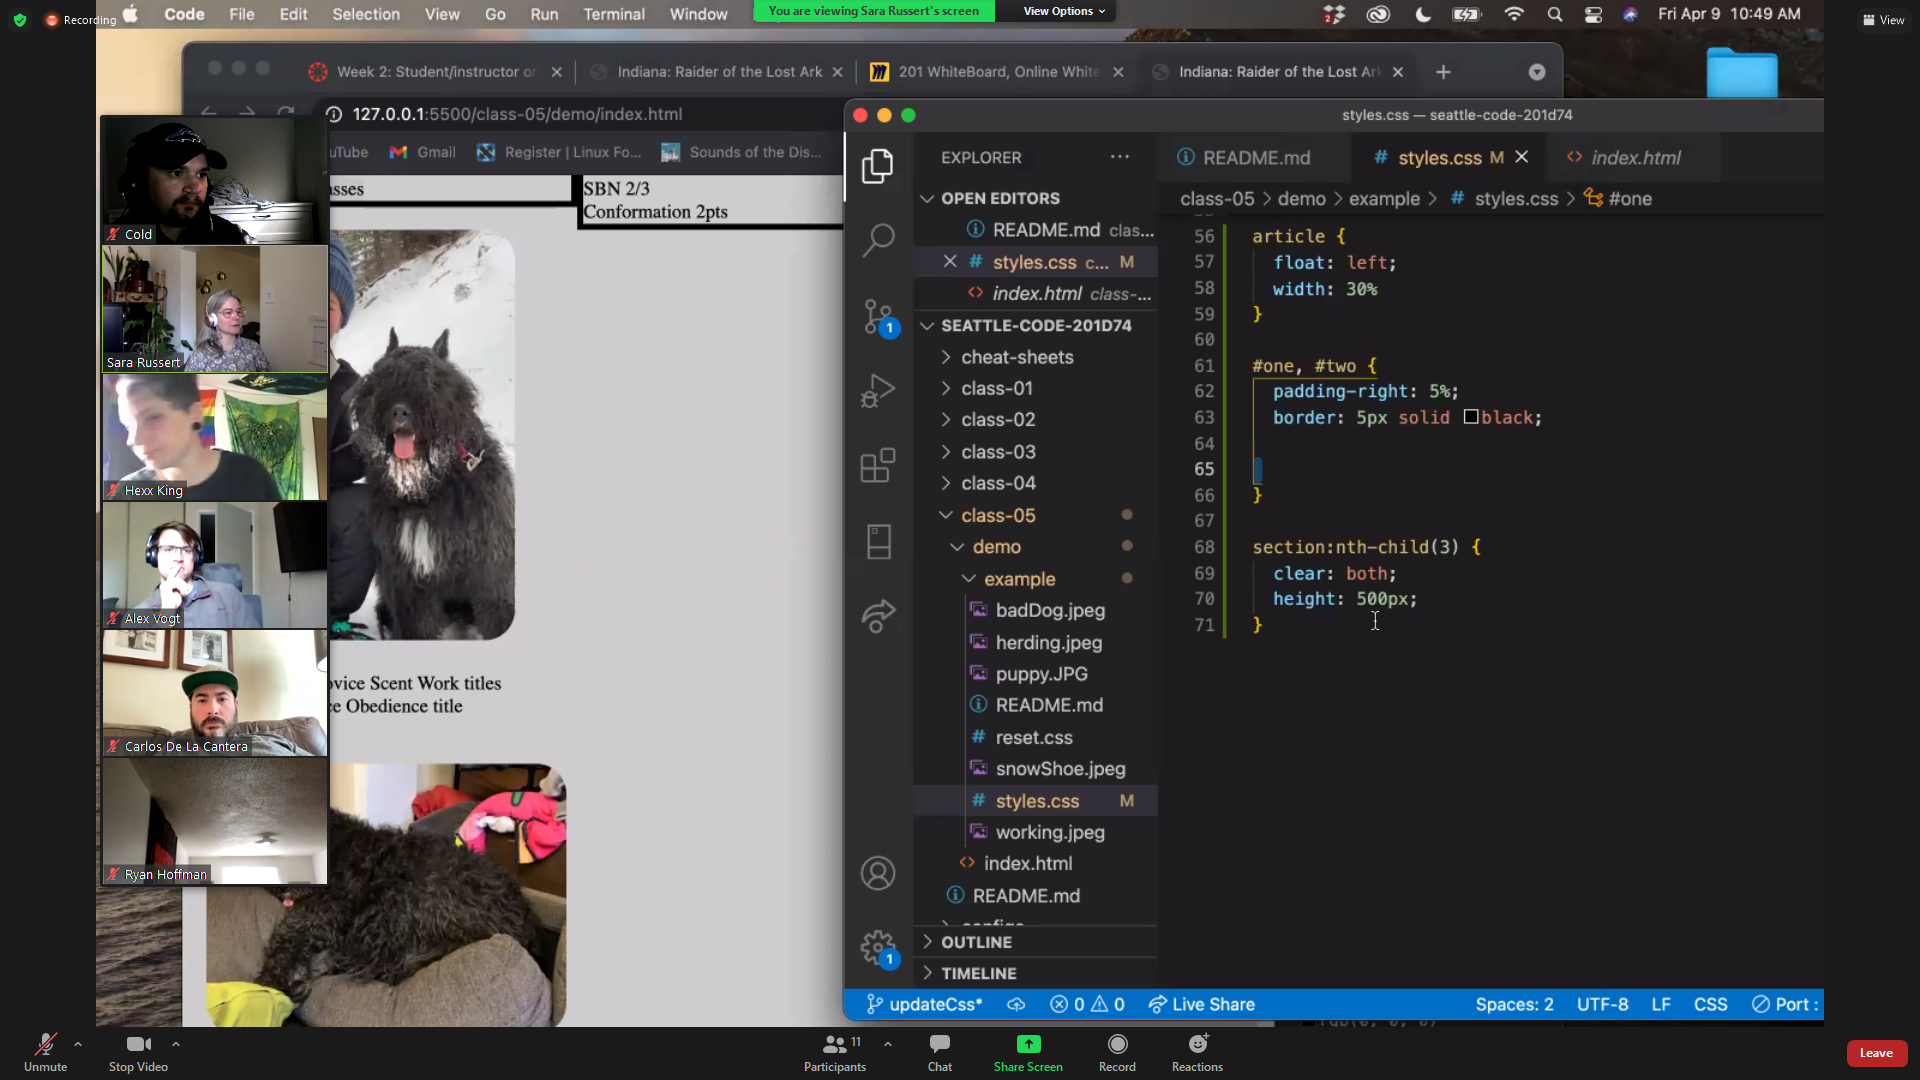 Recording
Code File Edit Selection View Go Run Terminal Window
You are viewing Sara Russert's screen
View Options
2
Fri Apr 9 10:49 AM
View
Week 2: Student/instructor
Indiana: Raider of the Lost Ark
201 WhiteBoard, Online White
Indiana: Raider of the Lost Ark
127.0.0.1:5500/class-05/demo/index.html
uTube
Gmail
Register | Linux Fo...
Sounds of the Dis...
sses
SBN 2/3
Conformation 2pts
vice Scent Work titles
e Obedience title
Cold
Sara Russert
Hexx King
Alex Vogt
Carlos De La Cantera
Ryan Hoffman
styles.css — seattle-code-201d74
EXPLORER
OPEN EDITORS
README.md clas...
styles.css c... M
index.html class-...
SEATTLE-CODE-201D74
cheat-sheets
class-01
class-02
class-03
class-04
class-05
demo
example
badDog.jpeg
herding.jpeg
puppy.JPG
README.md
reset.css
snowShoe.jpeg
styles.css M
working.jpeg
index.html
README.md
configs
OUTLINE
TIMELINE
1
1
README.md
# styles.css M
index.html
class-05 > demo > example > # styles.css > #one
56 article {
57 float: left;
58 width: 30%
59 }
60
61 #one, #two {
62 padding-right: 5%;
63 border: 5px solid black;
64
65
66 }
67
68 section:nth-child(3) {
69 clear: both;
70 height: 500px;
71 }
updateCss* 0 0 Live Share
Spaces: 2 UTF-8 LF CSS Port :
Unmute
Stop Video
Participants 11
Chat
Share Screen
Record
Reactions
Leave